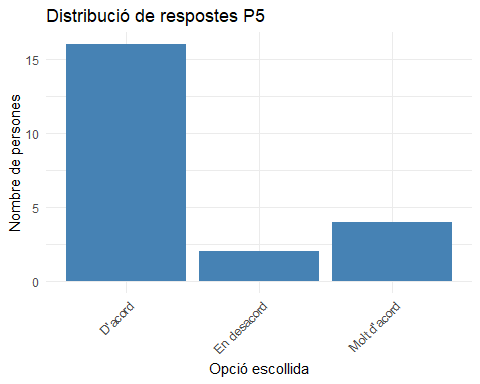 Distribució de respostes P5
Nombre de persones
15
10
5
0
D'acord
En desacord
Molt d'acord
Opció escollida